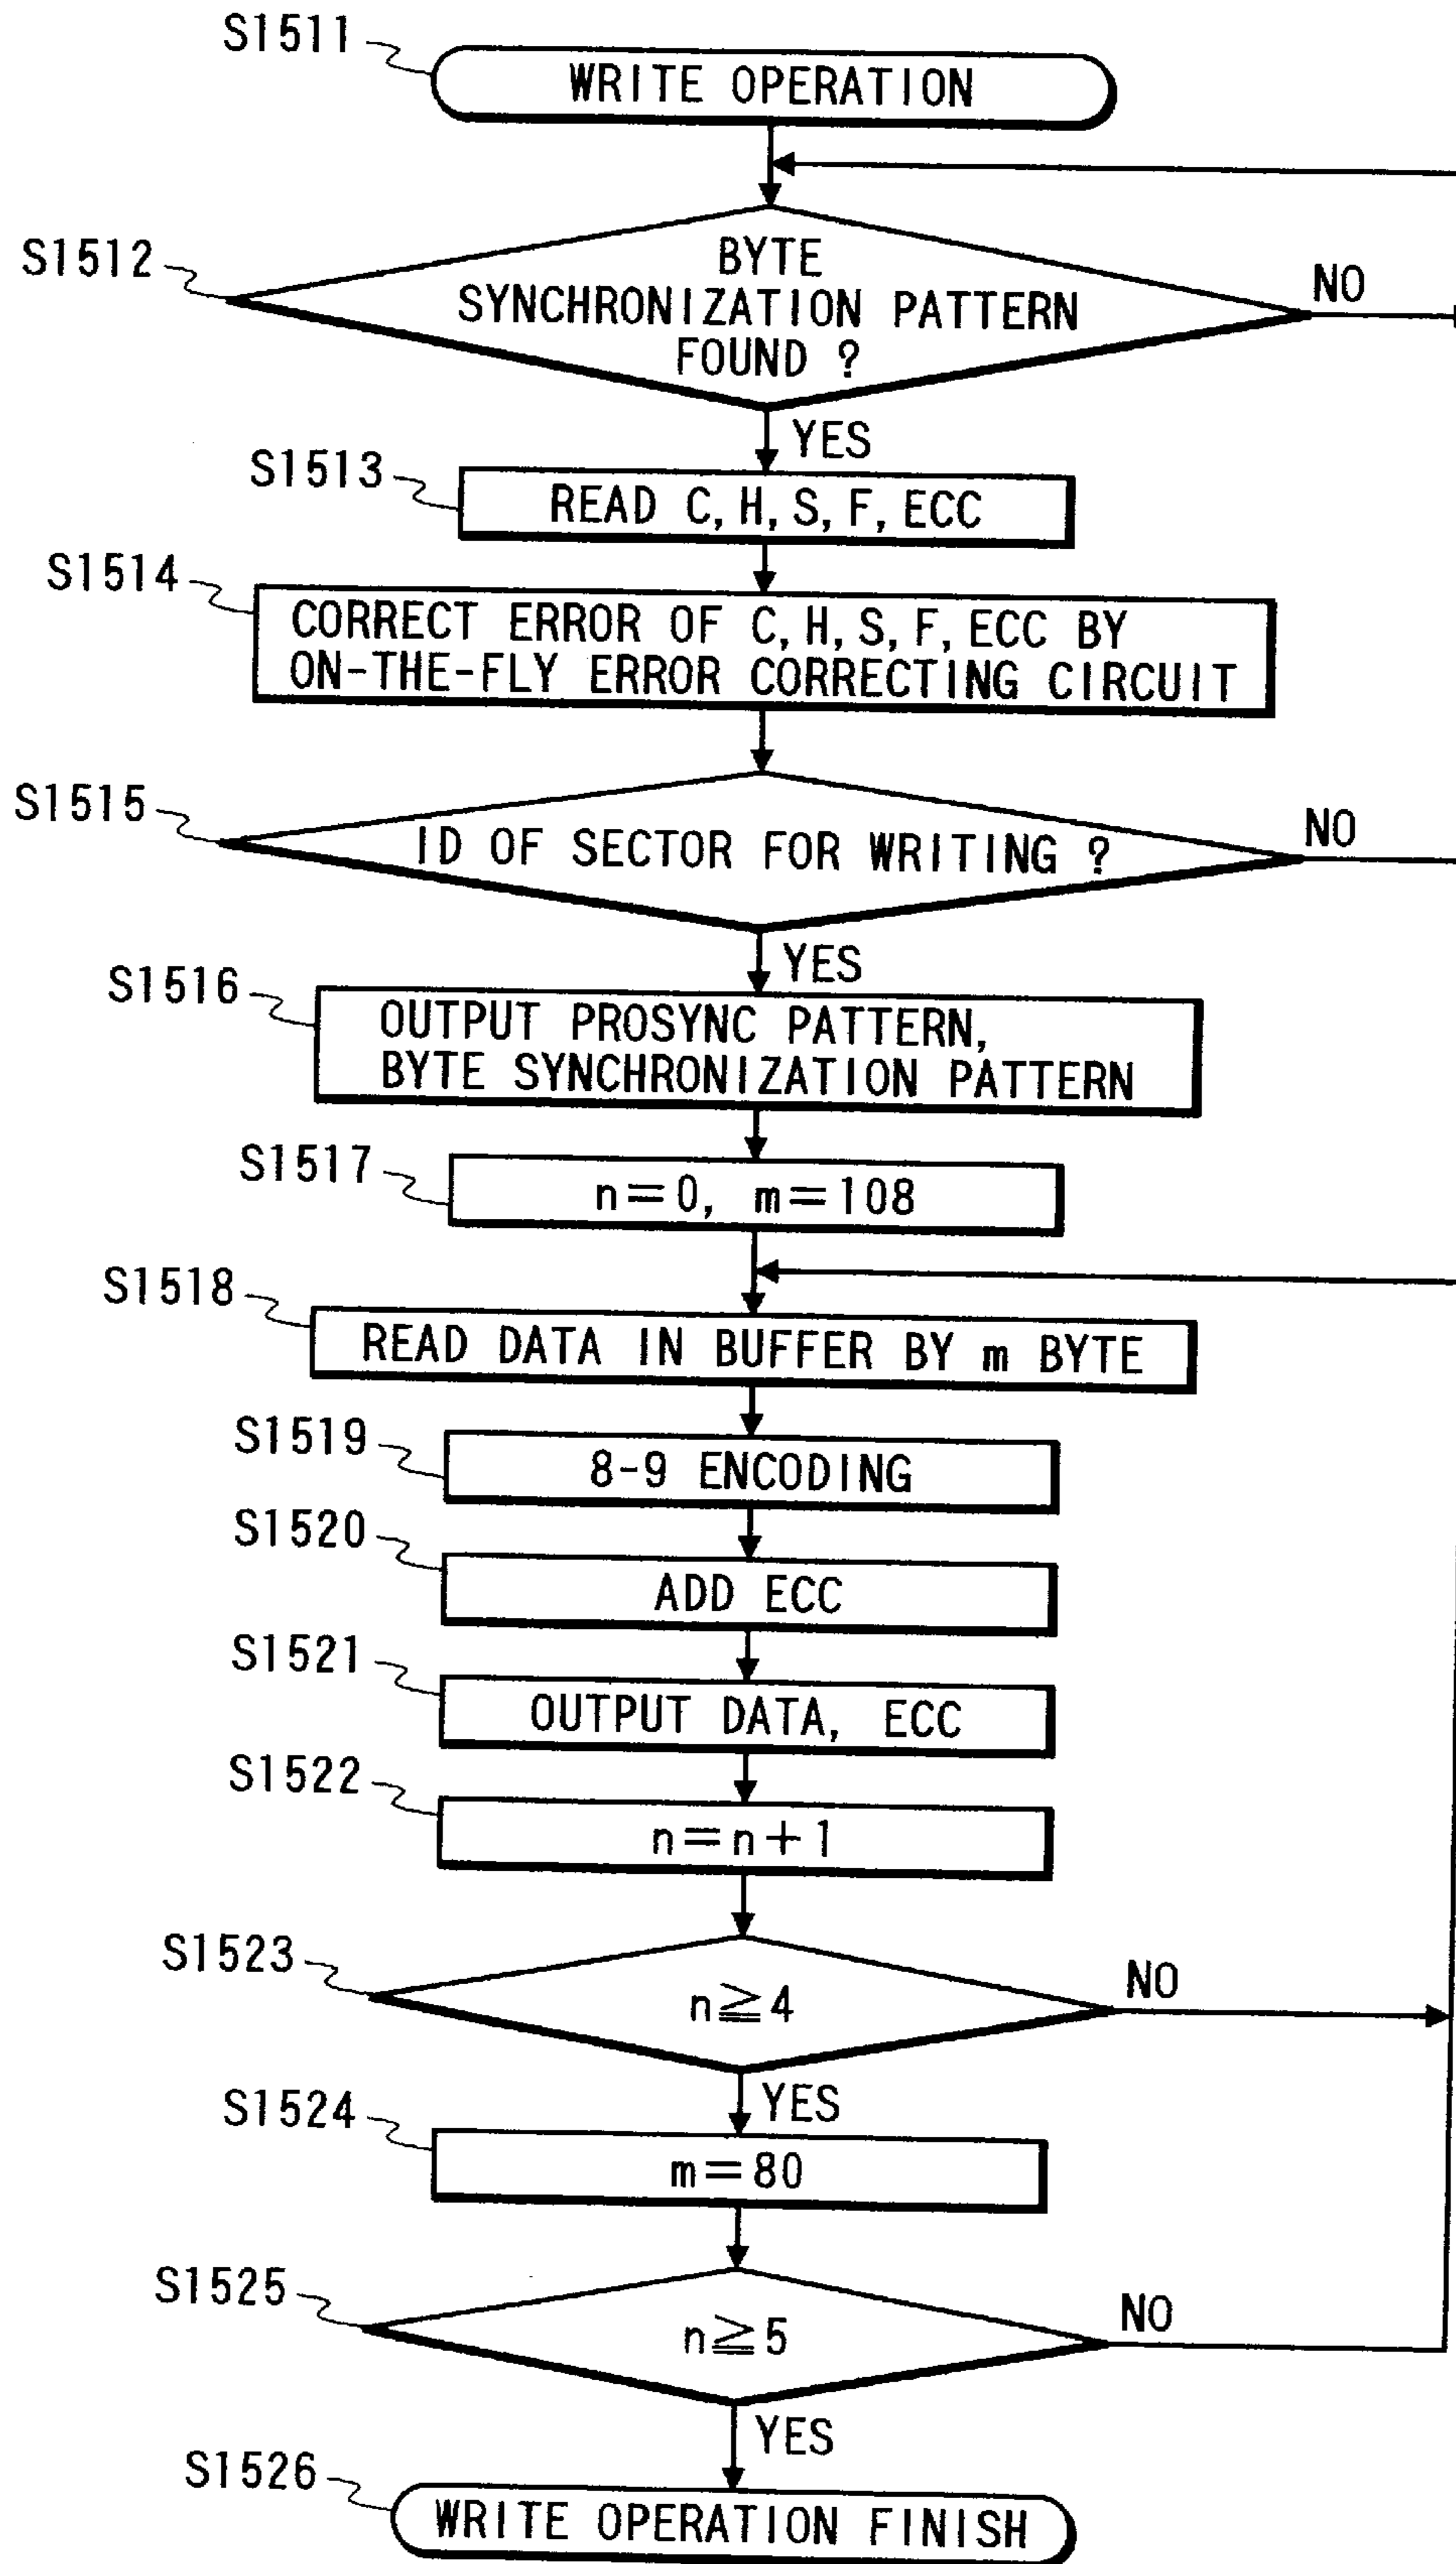 S1511
WRITE OPERATION
S1512
BYTE
SYNCHRONIZATION PATTERN
FOUND ?
NO
YES
S1513
READ C, H, S, F, ECC
S1514
CORRECT ERROR OF C, H, S, F, ECC BY
ON-THE-FLY ERROR CORRECTING CIRCUIT
S1515
ID OF SECTOR FOR WRITING ?
NO
YES
S1516
OUTPUT PROSYNC PATTERN,
BYTE SYNCHRONIZATION PATTERN
S1517
n=0, m=108
S1518
READ DATA IN BUFFER BY m BYTE
S1519
8-9 ENCODING
S1520
ADD ECC
S1521
OUTPUT DATA, ECC
S1522
n=n+1
S1523
n≧4
NO
YES
S1524
m=80
S1525
n≧5
NO
YES
S1526
WRITE OPERATION FINISH